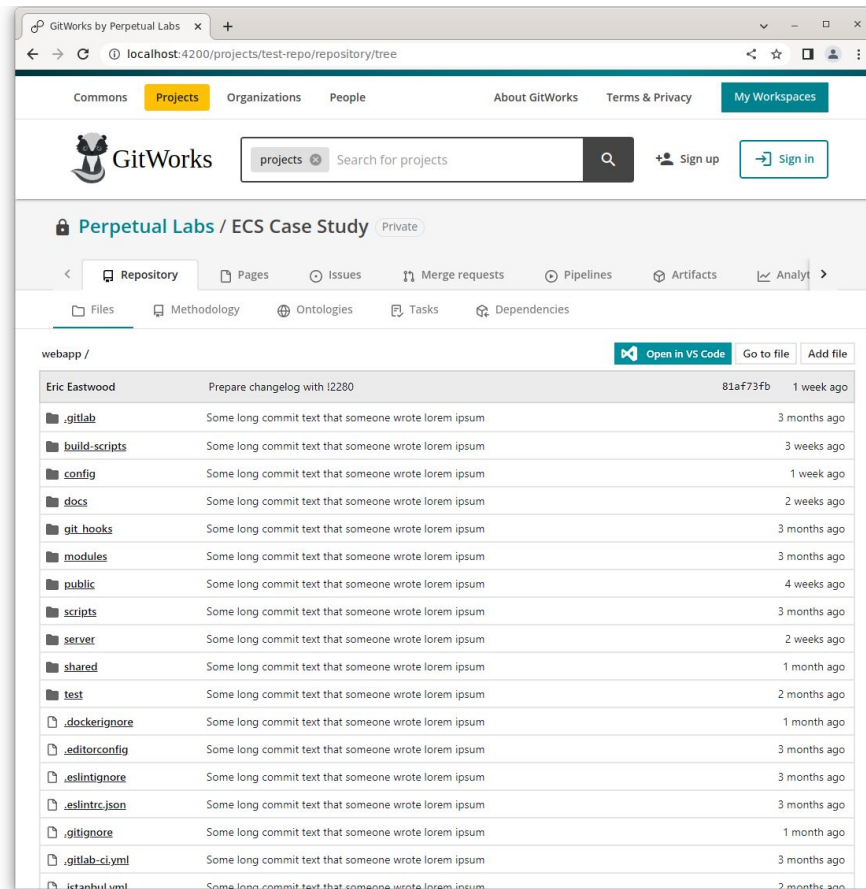 GitWorks by Perpetual Labs
localhost:4200/projects/test-repo/repository/tree
Commons Projects Organizations People About GitWorks Terms & Privacy My Workspaces
GitWorks projects Search for projects Sign up Sign in
Perpetual Labs / ECS Case Study Private
Repository Pages Issues Merge requests Pipelines Artifacts Analyt
Files Methodology Ontologies Tasks Dependencies
webapp / Open in VS Code Go to file Add file
Eric Eastwood Prepare changelog with !2280 81af73fb 1 week ago
.gitlab Some long commit text that someone wrote lorem ipsum 3 months ago
build-scripts Some long commit text that someone wrote lorem ipsum 3 weeks ago
config Some long commit text that someone wrote lorem ipsum 1 week ago
docs Some long commit text that someone wrote lorem ipsum 2 weeks ago
git_hooks Some long commit text that someone wrote lorem ipsum 3 months ago
modules Some long commit text that someone wrote lorem ipsum 3 months ago
public Some long commit text that someone wrote lorem ipsum 4 weeks ago
scripts Some long commit text that someone wrote lorem ipsum 3 months ago
server Some long commit text that someone wrote lorem ipsum 2 weeks ago
shared Some long commit text that someone wrote lorem ipsum 1 month ago
test Some long commit text that someone wrote lorem ipsum 2 months ago
.dockerignore Some long commit text that someone wrote lorem ipsum 1 month ago
.editorconfig Some long commit text that someone wrote lorem ipsum 3 months ago
.eslintignore Some long commit text that someone wrote lorem ipsum 3 months ago
.eslintrc.json Some long commit text that someone wrote lorem ipsum 3 months ago
.gitignore Some long commit text that someone wrote lorem ipsum 1 month ago
.gitlab-ci.yml Some long commit text that someone wrote lorem ipsum 3 months ago
.istanbul.yml Some long commit text that someone wrote lorem ipsum 2 months ago